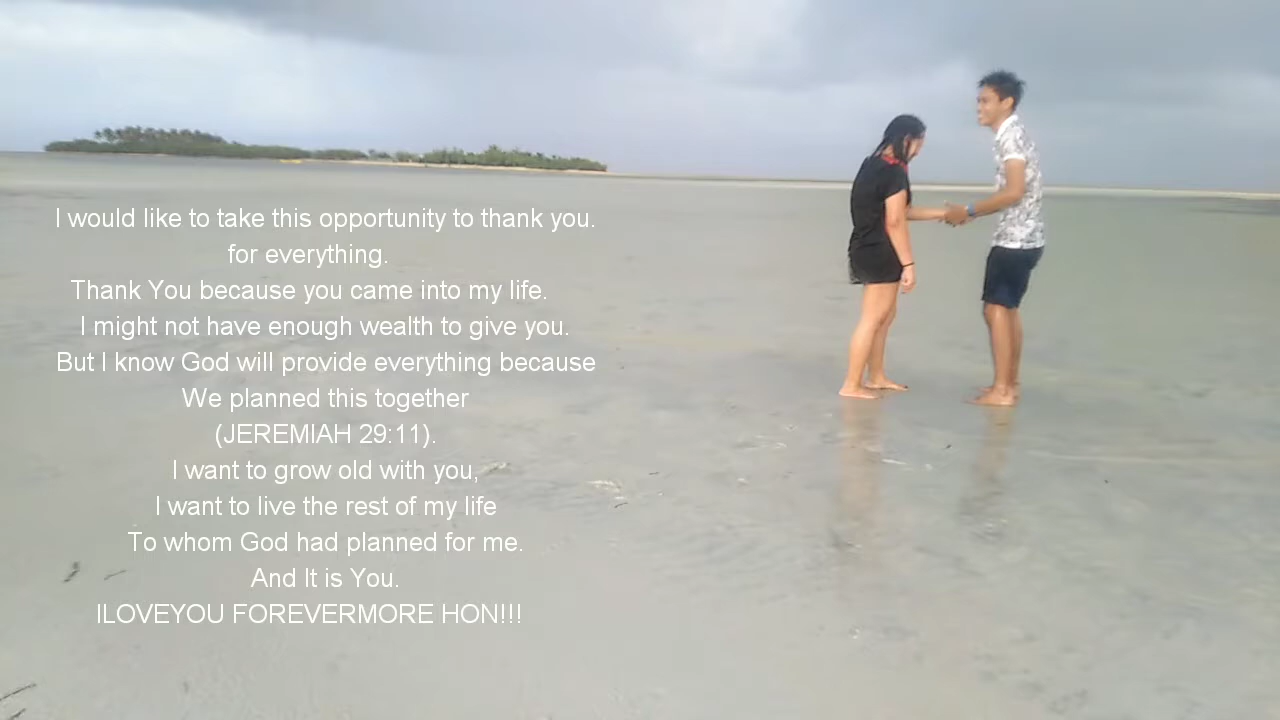 I would like to take this opportunity to thank you.
for everything.
Thank You because you came into my life.
I might not have enough wealth to give you.
But I know God will provide everything because
We planned this together
(JEREMIAH 29:11).
I want to grow old with you,
I want to live the rest of my life
To whom God had planned for me.
And It is You.
ILOVEYOU FOREVERMORE HON!!!